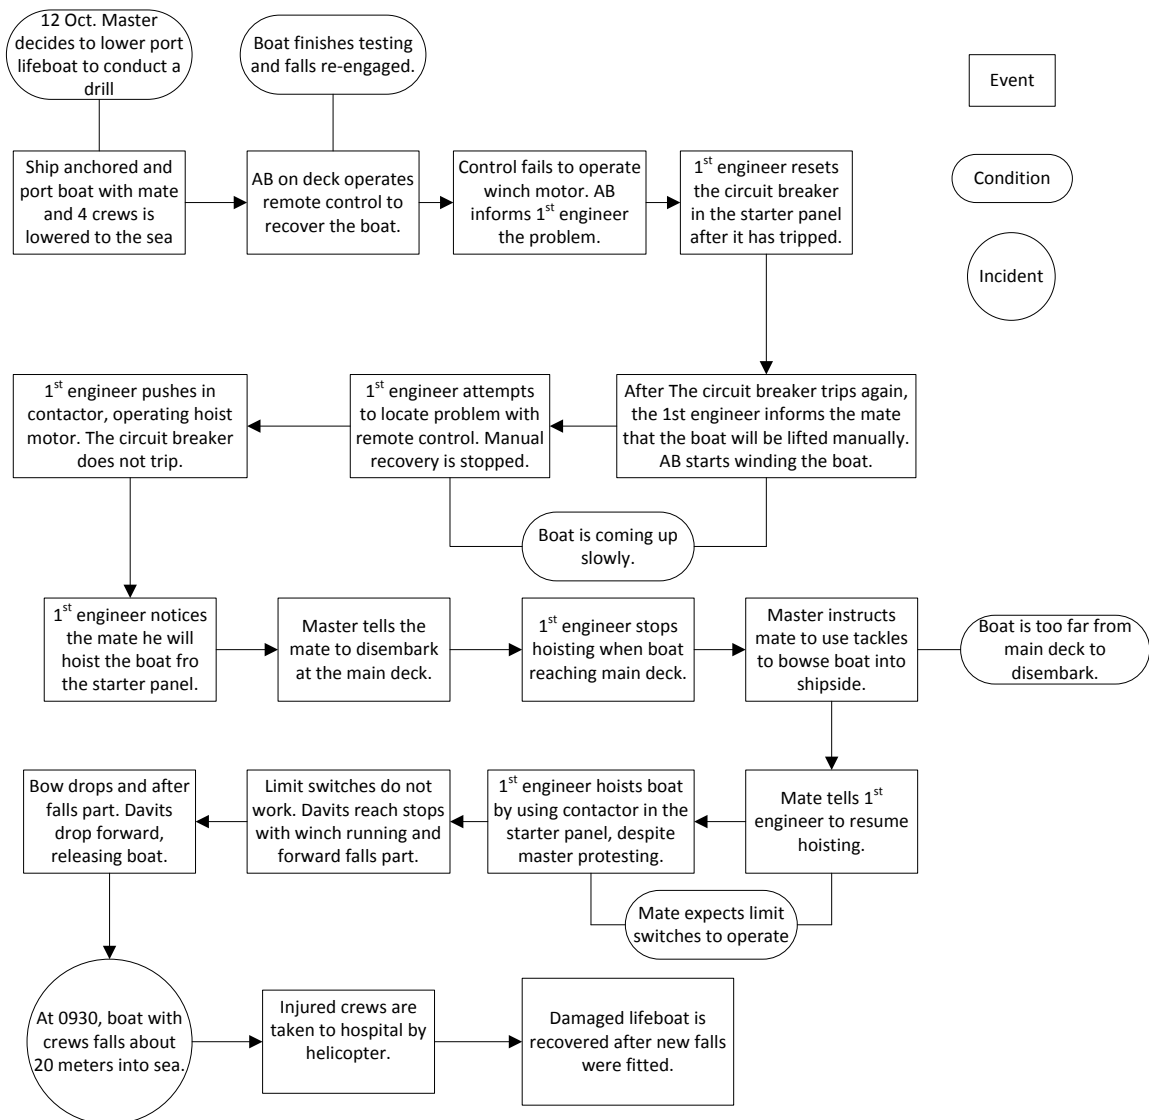 12 Oct. Master
decides to lower port
lifeboat to conduct a
drill
Boat finishes testing
and falls re-engaged.
Event
Ship anchored and
port boat with mate
and 4 crews is
lowered to the sea
AB on deck operates
remote control to
recover the boat.
Control fails to operate
winch motor. AB
informs 1st engineer
the problem.
1st engineer resets
the circuit breaker
in the starter panel
after it has tripped.
Condition
Incident
1st engineer pushes in
contactor, operating hoist
motor. The circuit breaker
does not trip.
1st engineer attempts
to locate problem with
remote control. Manual
recovery is stopped.
After The circuit breaker trips again,
the 1st engineer informs the mate
that the boat will be lifted manually.
AB starts winding the boat.
Boat is coming up
slowly.
1st engineer notices
the mate he will
hoist the boat fro
the starter panel.
Master tells the
mate to disembark
at the main deck.
1st engineer stops
hoisting when boat
reaching main deck.
Master instructs
mate to use tackles
to bowse boat into
shipside.
Boat is too far from
main deck to
disembark.
Bow drops and after
falls part. Davits
drop forward,
releasing boat.
Limit switches do not
work. Davits reach stops
with winch running and
forward falls part.
1st engineer hoists boat
by using contactor in the
starter panel, despite
master protesting.
Mate tells 1st
engineer to resume
hoisting.
Mate expects limit
switches to operate
At 0930, boat with
crews falls about
20 meters into sea.
Injured crews are
taken to hospital by
helicopter.
Damaged lifeboat is
recovered after new falls
were fitted.